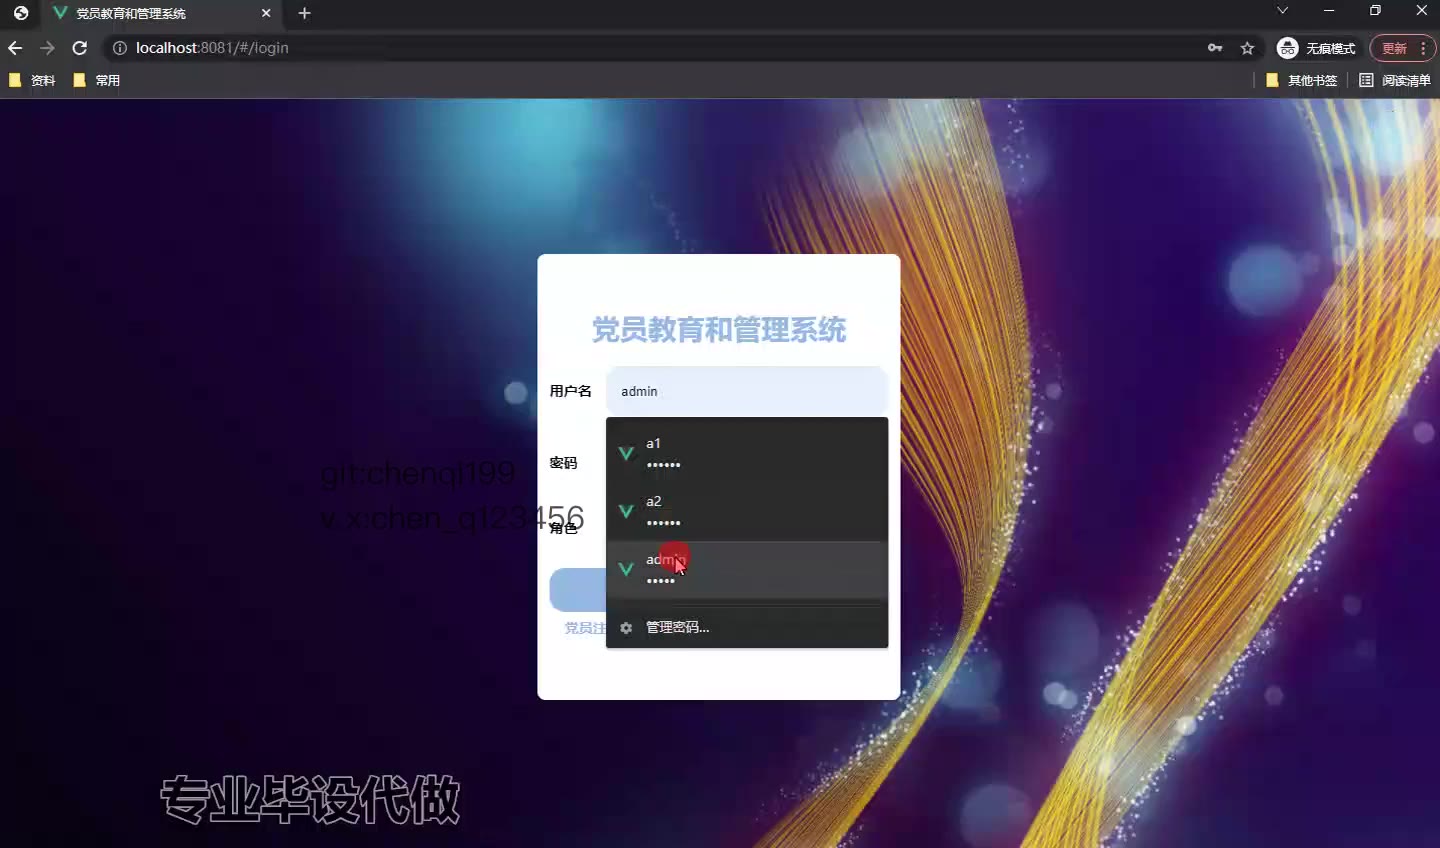 党员教育和管理系统
localhost:8081/#/login
无痕模式
更新
资料
常用
其他书签
阅读清单
党员教育和管理系统
用户名
admin
a1
••••••
密码
git:chenqi199
a2
••••••
v.x:chen_q123456
角色
admin
•••••
党员注
管理密码...
专业毕设代做